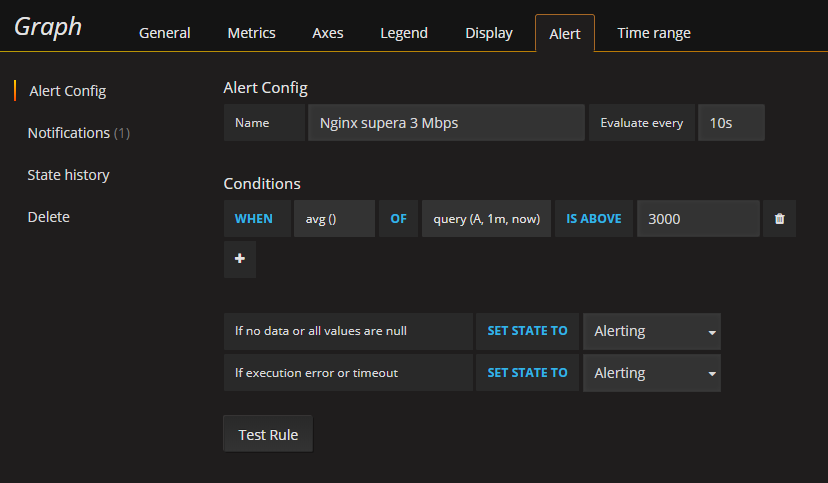 Graph General Metrics Axes Legend Display Alert Time range
Alert Config
Notifications (1)
State history
Delete
Alert Config
Name Nginx supera 3 Mbps Evaluate every 10s
Conditions
WHEN avg () OF query (A, 1m, now) IS ABOVE 3000
+
If no data or all values are null SET STATE TO Alerting
If execution error or timeout SET STATE TO Alerting
Test Rule